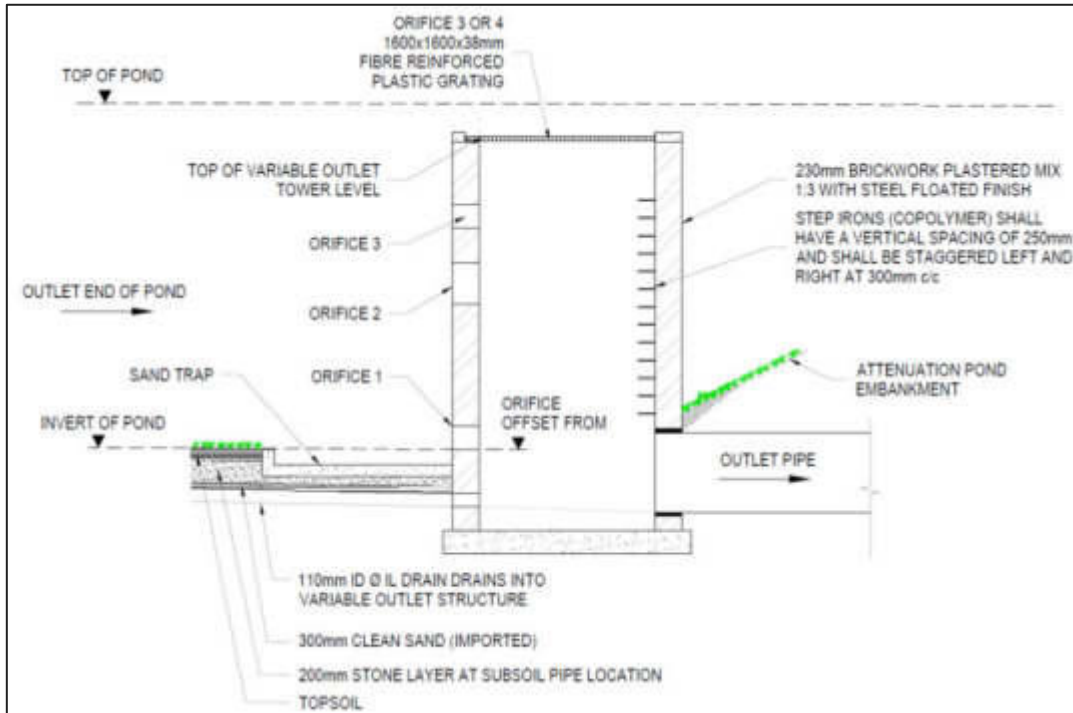 ORIFICE 3 OR 4
1600x1600x38mm
FIBRE REINFORCED
PLASTIC GRATING
TOP OF POND
TOP OF VARIABLE OUTLET
TOWER LEVEL
230mm BRICKWORK PLASTERED MIX
1:3 WITH STEEL FLOATED FINISH
ORIFICE 3
STEP IRONS (COPOLYMER) SHALL
HAVE A VERTICAL SPACING OF 250mm
AND SHALL BE STAGGERED LEFT AND
RIGHT AT 300mm c/c
OUTLET END OF POND
ORIFICE 2
SAND TRAP
ORIFICE 1
ATTENUATION POND
EMBANKMENT
INVERT OF POND
ORIFICE
OFFSET FROM
OUTLET PIPE
110mm ID Ø IL DRAIN DRAINS INTO
VARIABLE OUTLET STRUCTURE
300mm CLEAN SAND (IMPORTED)
200mm STONE LAYER AT SUBSOIL PIPE LOCATION
TOPSOIL